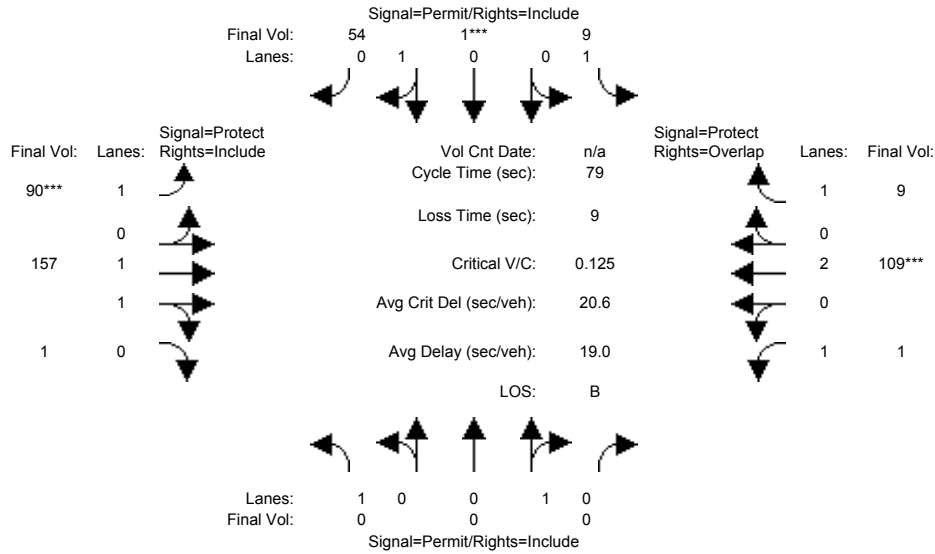 Signal=Permit/Rights=Include
Final Vol: 54 1*** 9
Lanes: 0 1 0 0 1
Signal=Protect Signal=Protect
Final Vol: Lanes: Rights=Include Vol Cnt Date: n/a Rights=Overlap Lanes: Final Vol:
Cycle Time (sec): 79
90*** 1 1 9
Loss Time (sec): 9
0 0
157 1 Critical V/C: 0.125 2 109***
1 Avg Crit Del (sec/veh): 20.6 0
1 0 Avg Delay (sec/veh): 19.0 1 1
LOS: B
Lanes: 1 0 0 1 0
Final Vol: 0 0 0
Signal=Permit/Rights=Include